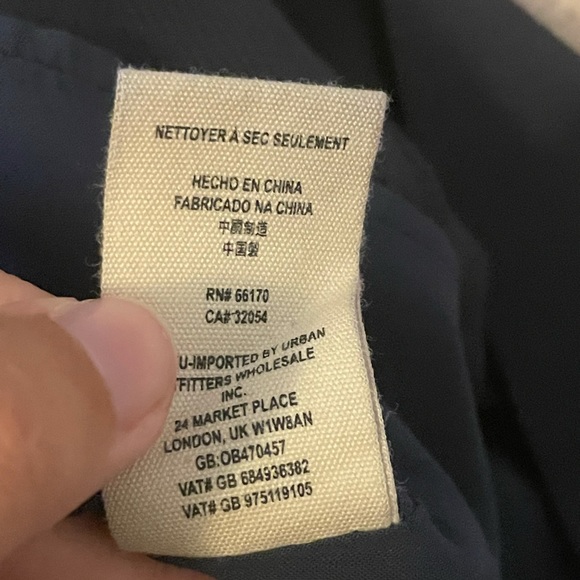 NETTOYER À SEC SEULEMENT
HECHO EN CHINA
FABRICADO NA CHINA
中國制造
中国製
RN# 66170
CA# 32054
U-IMPORTED BY URBAN
TFITTERS WHOLESALE
INC.
24 MARKET PLACE
LONDON, UK W1W8AN
GB:OB470457
VAT# GB 684936382
VAT# GB 975119105